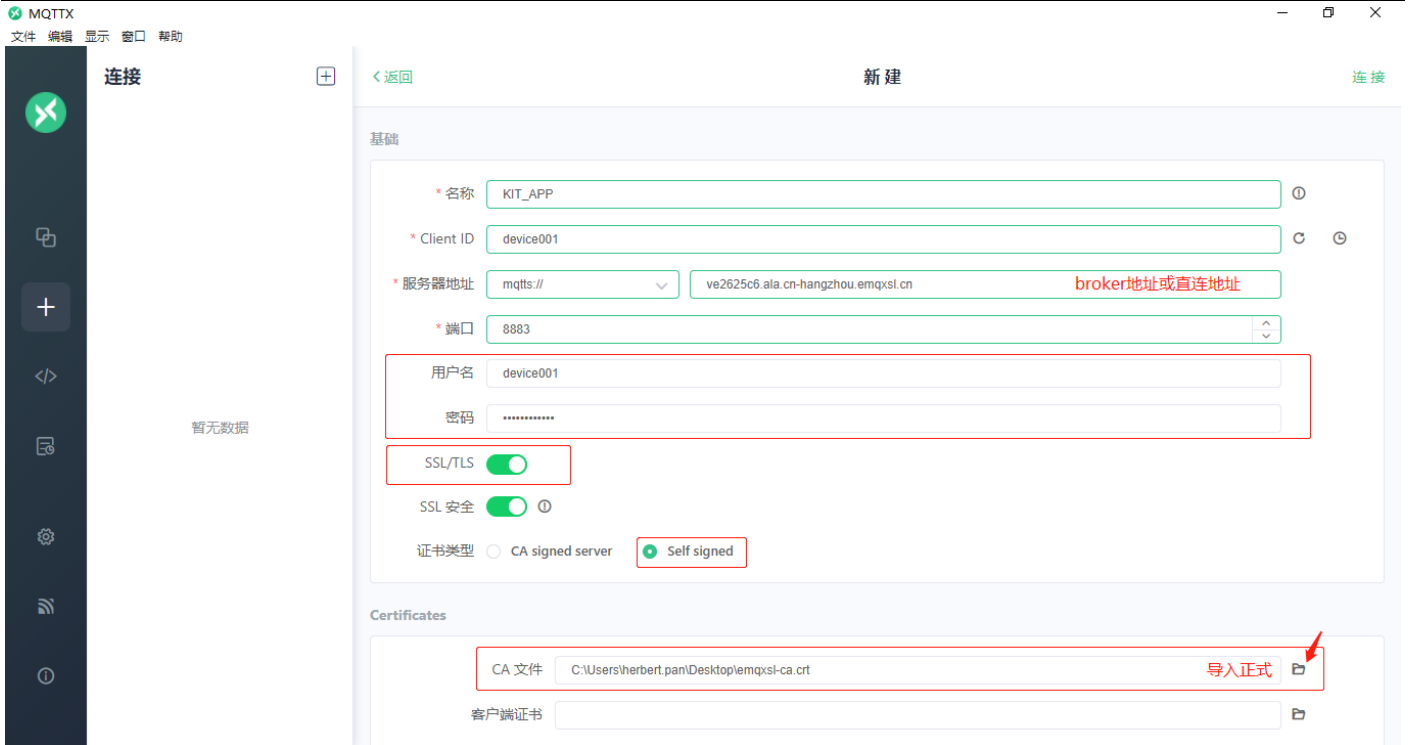 MQTTX
文件 编辑 显示 窗口 帮助
连接
返回
新建
连接
基础
* 名称 KIT_APP
* Client ID device001
* 服务器地址 mqtts:// ve2625c6.ala.cn-hangzhou.emqxsl.cn broker地址或直连地址
* 端口 8883
用户名 device001
密码 ••••••••••••
暂无数据
SSL/TLS
SSL 安全
证书类型 CA signed server Self signed
Certificates
CA 文件 C:\Users\herbert.pan\Desktop\emqxsl-ca.crt 导入正式
客户端证书